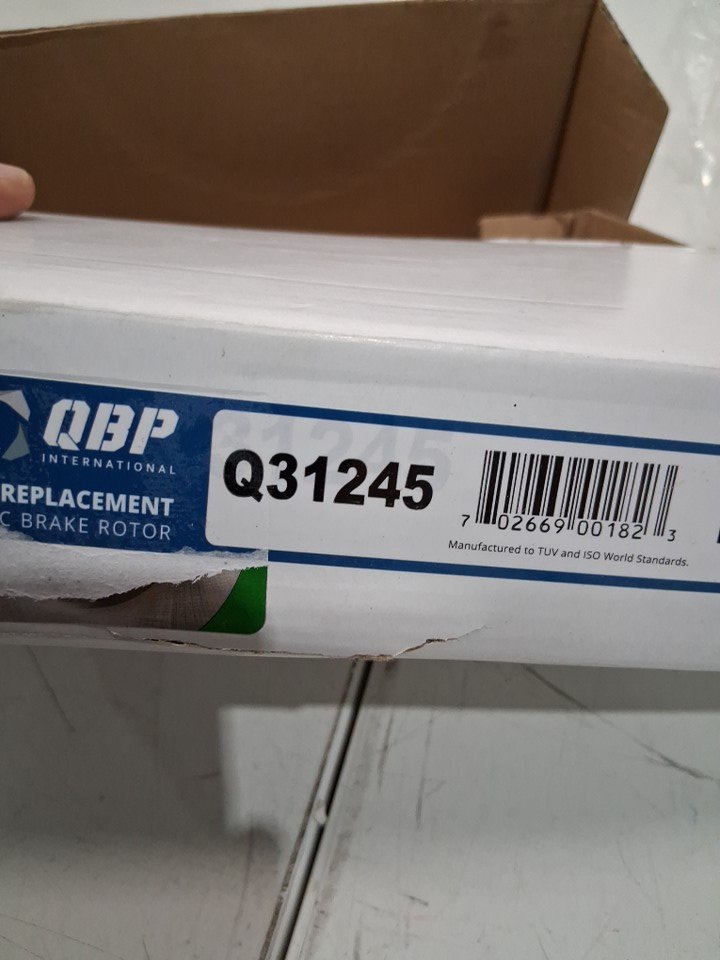 QBP
INTERNATIONAL
REPLACEMENT
C BRAKE ROTOR
Q31245
7 02669 00182 3
Manufactured to TUV and ISO World Standards.